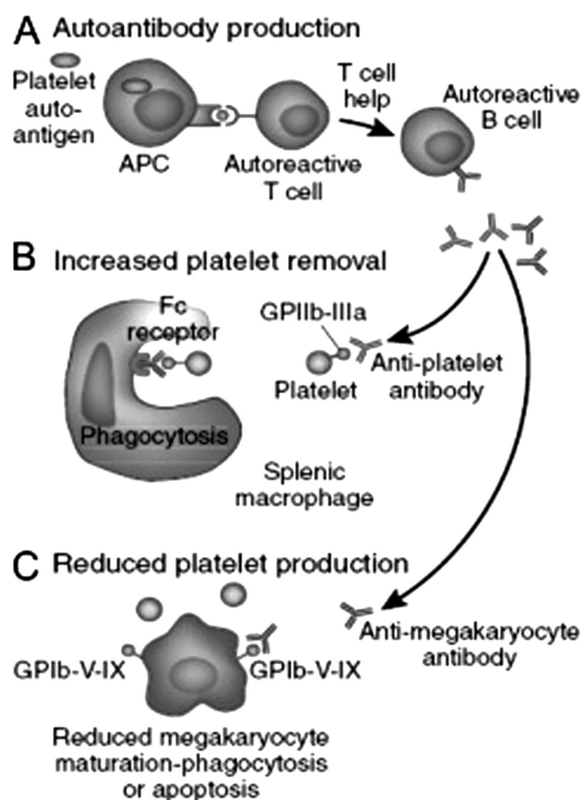 A Autoantibody production
Platelet
auto-
antigen
APC
Autoreactive
T cell
T cell
help
Autoreactive
B cell
B Increased platelet removal
Fc
receptor
Phagocytosis
GPIIb-IIIa
Platelet
Anti-platelet
antibody
Splenic
macrophage
C Reduced platelet production
GPIb-V-IX
GPIb-V-IX
Anti-megakaryocyte
antibody
Reduced megakaryocyte
maturation-phagocytosis
or apoptosis